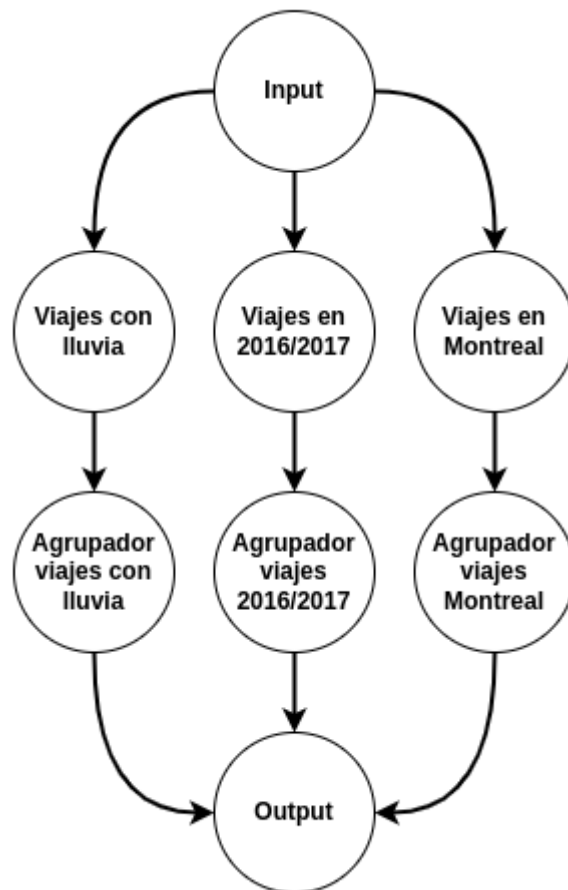 Input
Viajes con
lluvia
Viajes en
2016/2017
Viajes en
Montreal
Agrupador
viajes con
lluvia
Agrupador
viajes
2016/2017
Agrupador
viajes
Montreal
Output